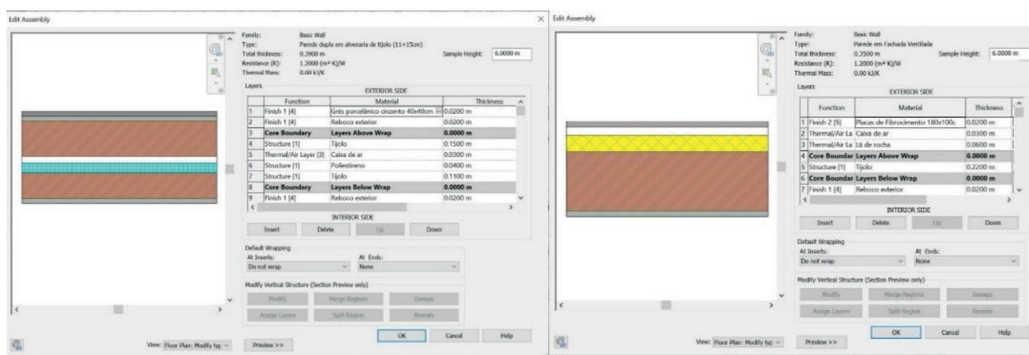 Edit Assembly
Family: Basic Wall
Type: Parede dupla em alvenaria de tijolo (11+15cm)
Total thickness: 0.3900 m Sample Height: 6.0000 m
Resistance (R): 1.2000 (m²·K)/W
Thermal Mass: 0.00 kJ/K
Layers
EXTERIOR SIDE
Function Material Thickness
1 Finish 1 [4] Grés porcelânico cinzento 40x40cm 0.0200 m
2 Finish 1 [4] Reboco exterior 0.0200 m
3 Core Boundary Layers Above Wrap 0.0000 m
4 Structure [1] Tijolo 0.1500 m
5 Thermal/Air Layer [3] Caixa de ar 0.0300 m
6 Structure [1] Poliestireno 0.0400 m
7 Structure [1] Tijolo 0.1100 m
8 Core Boundary Layers Below Wrap 0.0000 m
9 Finish 1 [4] Reboco exterior 0.0200 m
INTERIOR SIDE
Insert Delete Up Down
Default Wrapping
At Inserts: At Ends:
Do not wrap None
Modify Vertical Structure (Section Preview only)
Modify Merge Regions Sweeps
Assign Layers Split Region Reveals
OK Cancel Help
View: Floor Plan: Modify typ Preview >>
Edit Assembly
Family: Basic Wall
Type: Parede em Fachada Ventilada
Total thickness: 0.3500 m Sample Height: 6.0000 m
Resistance (R): 1.2000 (m²·K)/W
Thermal Mass: 0.00 kJ/K
Layers
EXTERIOR SIDE
Function Material Thickness
1 Finish 2 [5] Placas de Fibrocimento 180x100c 0.0200 m
2 Thermal/Air La Caixa de ar 0.0300 m
3 Thermal/Air La Lã de rocha 0.0600 m
4 Core Boundar Layers Above Wrap 0.0000 m
5 Structure [1] Tijolo 0.2200 m
6 Core Boundar Layers Below Wrap 0.0000 m
7 Finish 1 [4] Reboco exterior 0.0200 m
INTERIOR SIDE
Insert Delete Up Down
Default Wrapping
At Inserts: At Ends:
Do not wrap None
Modify Vertical Structure (Section Preview only)
Modify Merge Regions Sweeps
Assign Layers Split Region Reveals
OK Cancel Help
View: Floor Plan: Modify typ Preview >>